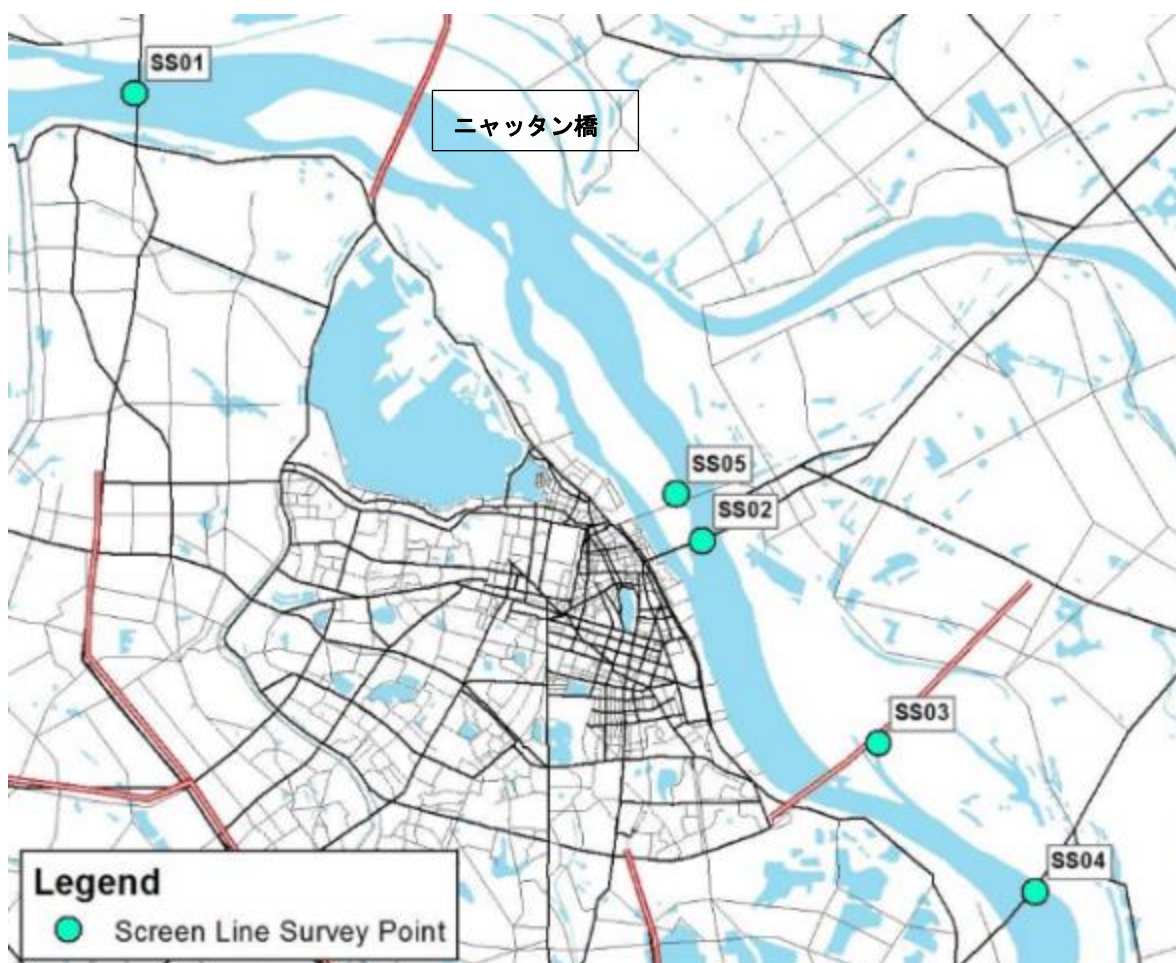 SS01
ニャッタン橋
SS05
SS02
SS03
SS04
Legend
Screen Line Survey Point